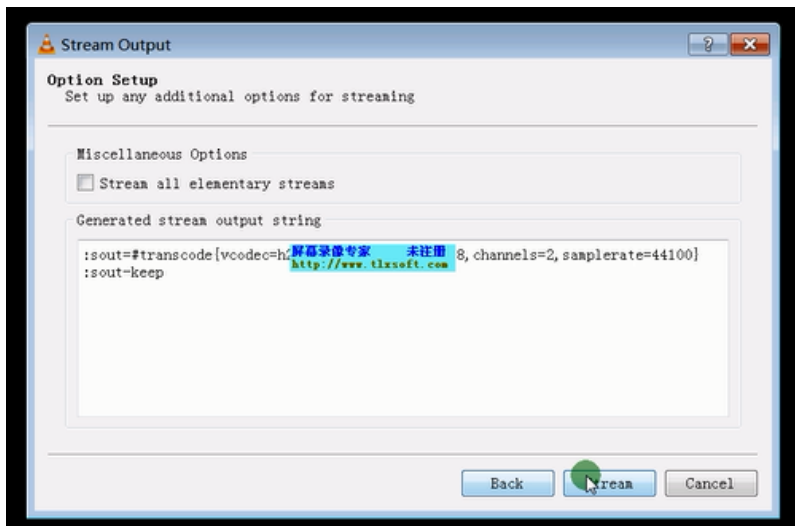 Stream Output
Option Setup
Set up any additional options for streaming
Miscellaneous Options
Stream all elementary streams
Generated stream output string
:sout=#transcode[vcodec=h2 8,channels=2,samplerate=44100]
屏幕录像专家 未注册
http://www.tlxsoft.com
:sout-keep
Back
Stream
Cancel